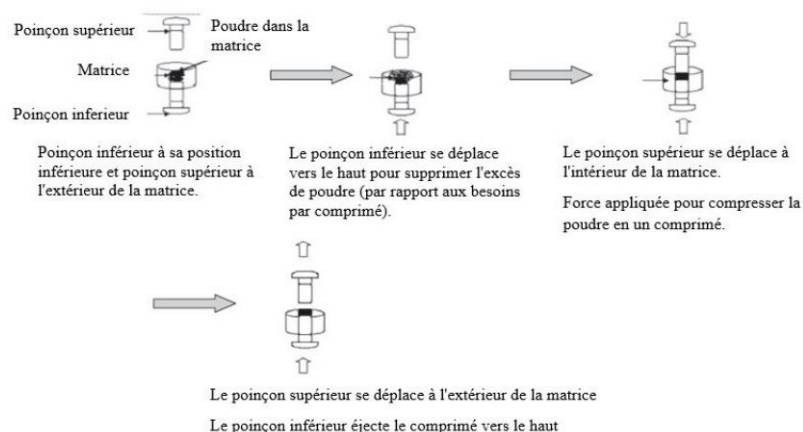 Poinçon supérieur
Poudre dans la
matrice
Matrice
Poinçon inferieur
Poinçon inférieur à sa position
inférieure et poinçon supérieur à
l'extérieur de la matrice.
Le poinçon inférieur se déplace
vers le haut pour supprimer l'excès
de poudre (par rapport aux besoins
par comprimé).
Le poinçon supérieur se déplace à
l'intérieur de la matrice.
Force appliquée pour compresser la
poudre en un comprimé.
Le poinçon supérieur se déplace à l'extérieur de la matrice
Le poinçon inférieur éjecte le comprimé vers le haut